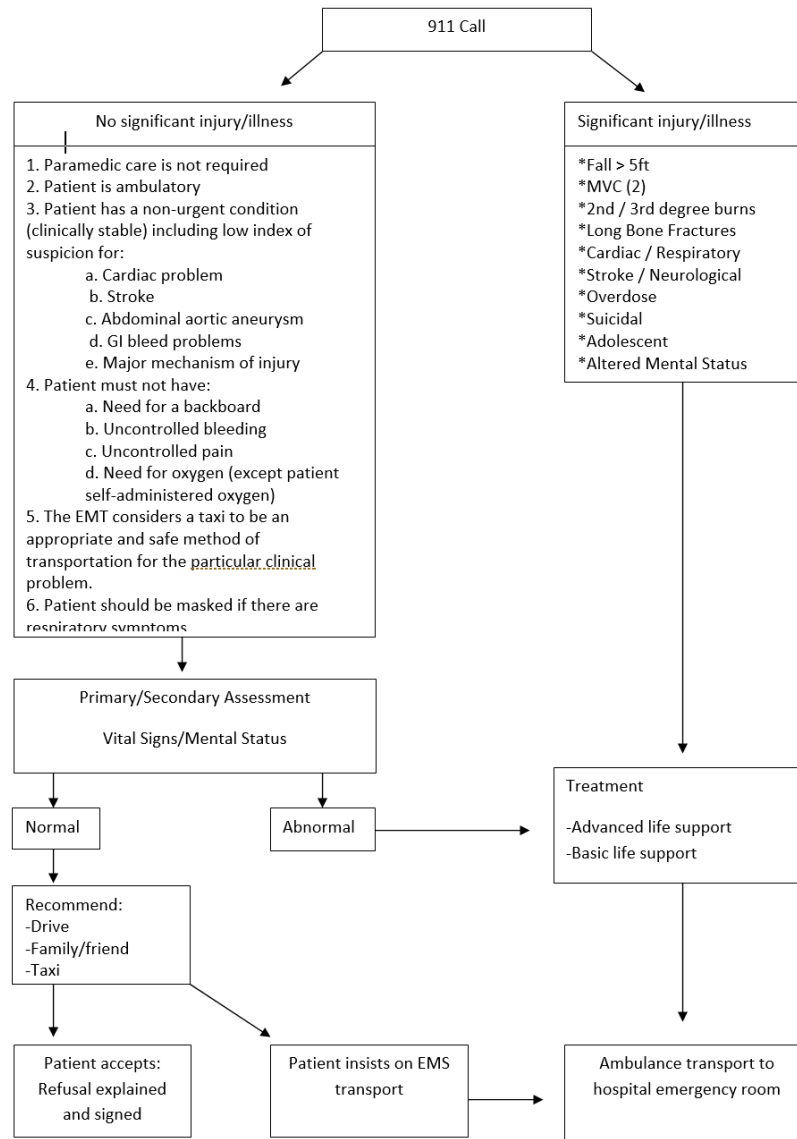 911 Call
No significant injury/illness
1. Paramedic care is not required
2. Patient is ambulatory
3. Patient has a non-urgent condition
(clinically stable) including low index of
suspicion for:
a. Cardiac problem
b. Stroke
c. Abdominal aortic aneurysm
d. GI bleed problems
e. Major mechanism of injury
4. Patient must not have:
a. Need for a backboard
b. Uncontrolled bleeding
c. Uncontrolled pain
d. Need for oxygen (except patient
self-administered oxygen)
5. The EMT considers a taxi to be an
appropriate and safe method of
transportation for the particular clinical
problem.
6. Patient should be masked if there are
respiratory symptoms
Significant injury/illness
*Fall > 5ft
*MVC (2)
*2nd / 3rd degree burns
*Long Bone Fractures
*Cardiac / Respiratory
*Stroke / Neurological
*Overdose
*Suicidal
*Adolescent
*Altered Mental Status
Primary/Secondary Assessment
Vital Signs/Mental Status
Normal
Abnormal
Treatment
-Advanced life support
-Basic life support
Recommend:
-Drive
-Family/friend
-Taxi
Patient accepts:
Refusal explained
and signed
Patient insists on EMS
transport
Ambulance transport to
hospital emergency room